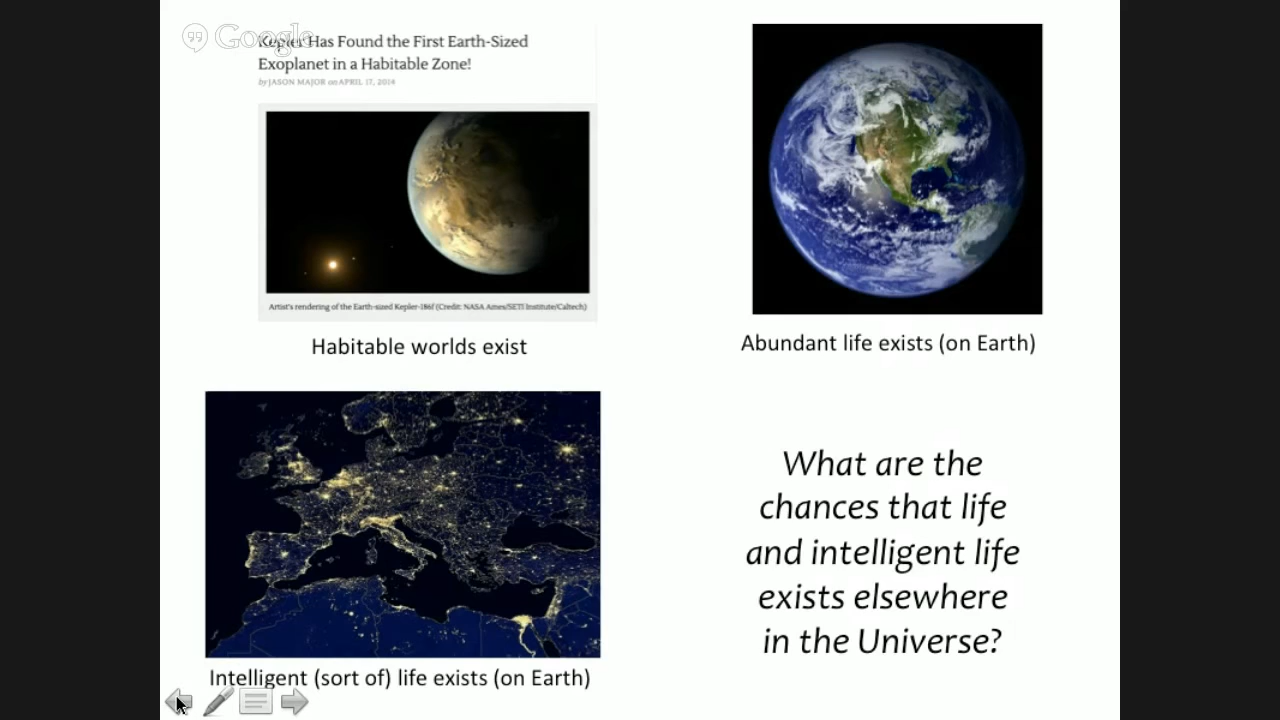 Google
Kepler Has Found the First Earth-Sized
Exoplanet in a Habitable Zone!
by JASON MAJOR on APRIL 17, 2014
Artist's rendering of the Earth-sized Kepler-186f (Credit: NASA Ames/SETI Institute/Caltech)
Habitable worlds exist
Abundant life exists (on Earth)
Intelligent (sort of) life exists (on Earth)
What are the
chances that life
and intelligent life
exists elsewhere
in the Universe?